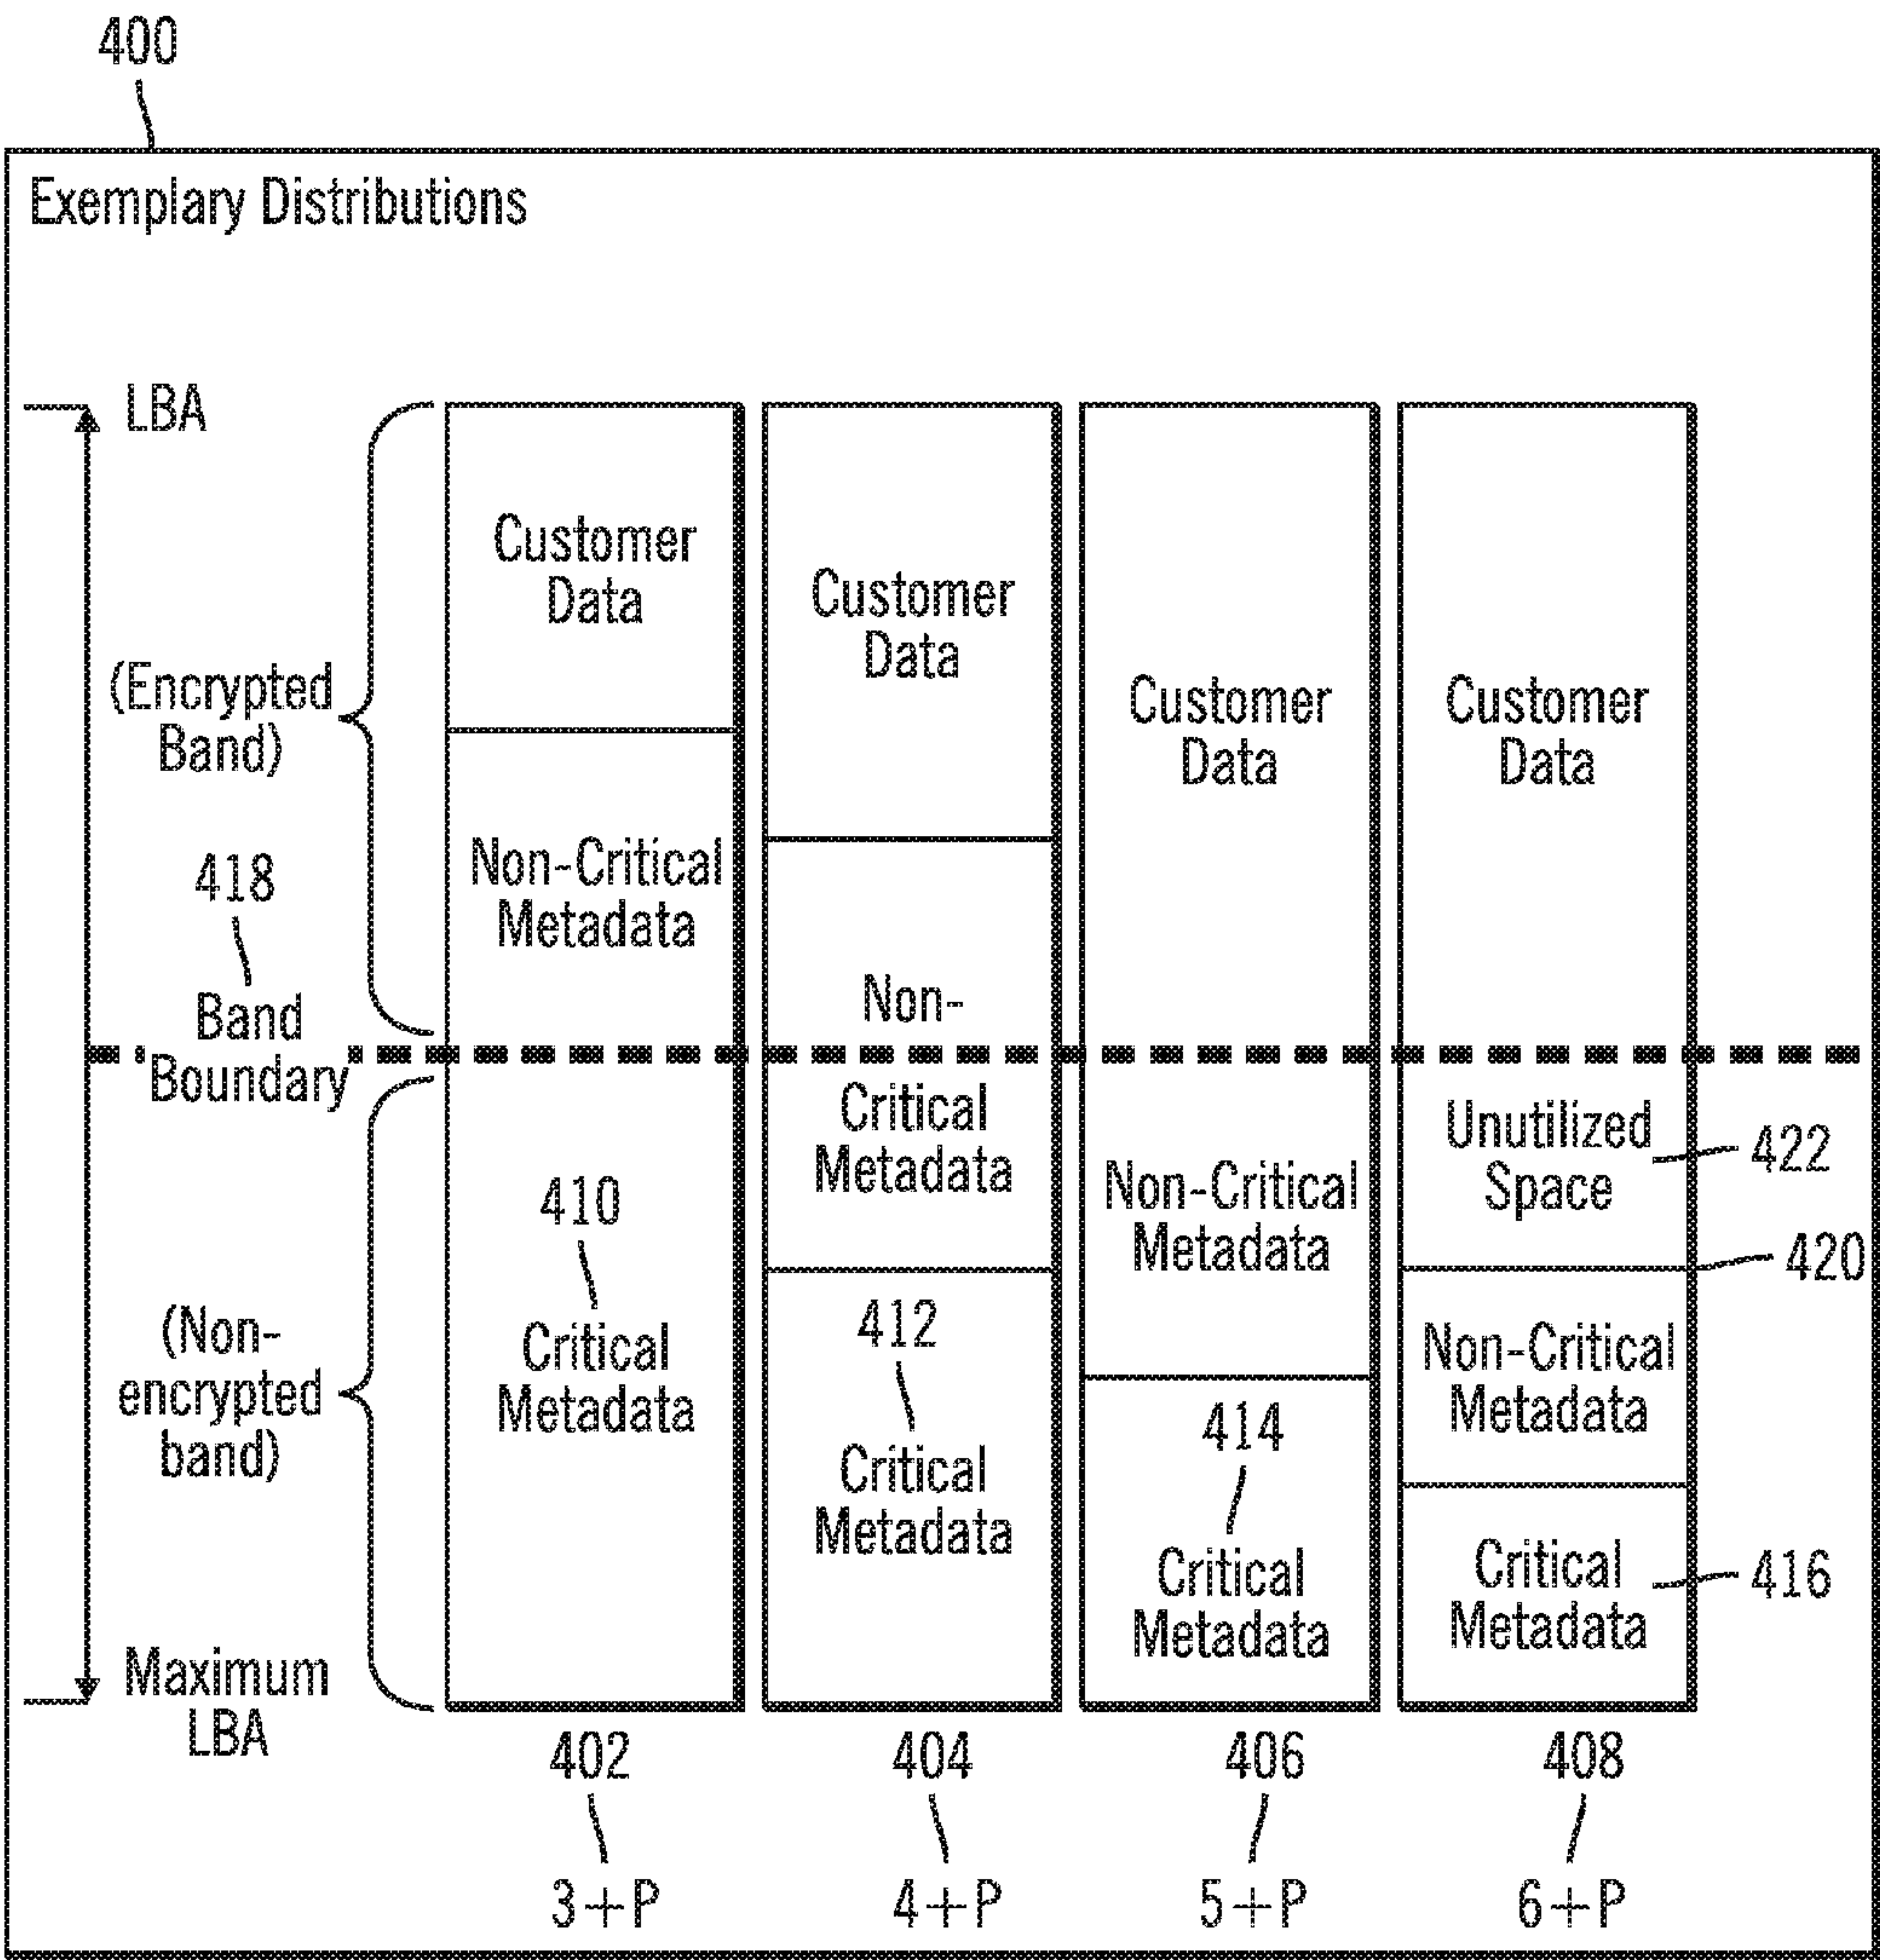 400
Exemplary Distributions
LBA
(Encrypted
Band)
418
Band
Boundary
(Non-
encrypted
band)
Maximum
LBA
Customer
Data
Non-Critical
Metadata
410
Critical
Metadata
402
3+P
Customer
Data
Non-
Critical
Metadata
412
Critical
Metadata
404
4+P
Customer
Data
Non-Critical
Metadata
414
Critical
Metadata
406
5+P
Customer
Data
Unutilized
Space
422
420
Non-Critical
Metadata
Critical
Metadata
416
408
6+P